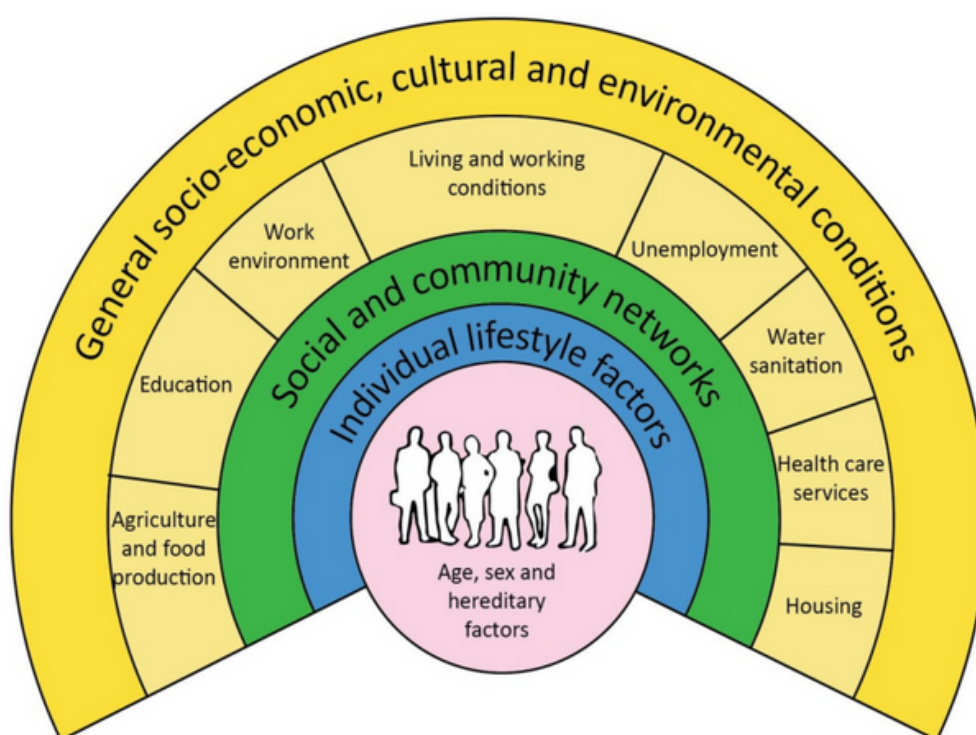 General socio-economic, cultural and environmental conditions
Living and working
conditions
Work
environment
Unemployment
Education
Water
sanitation
Agriculture
and food
production
Health care
services
Housing
Social and community networks
Individual lifestyle factors
Age, sex and
hereditary
factors